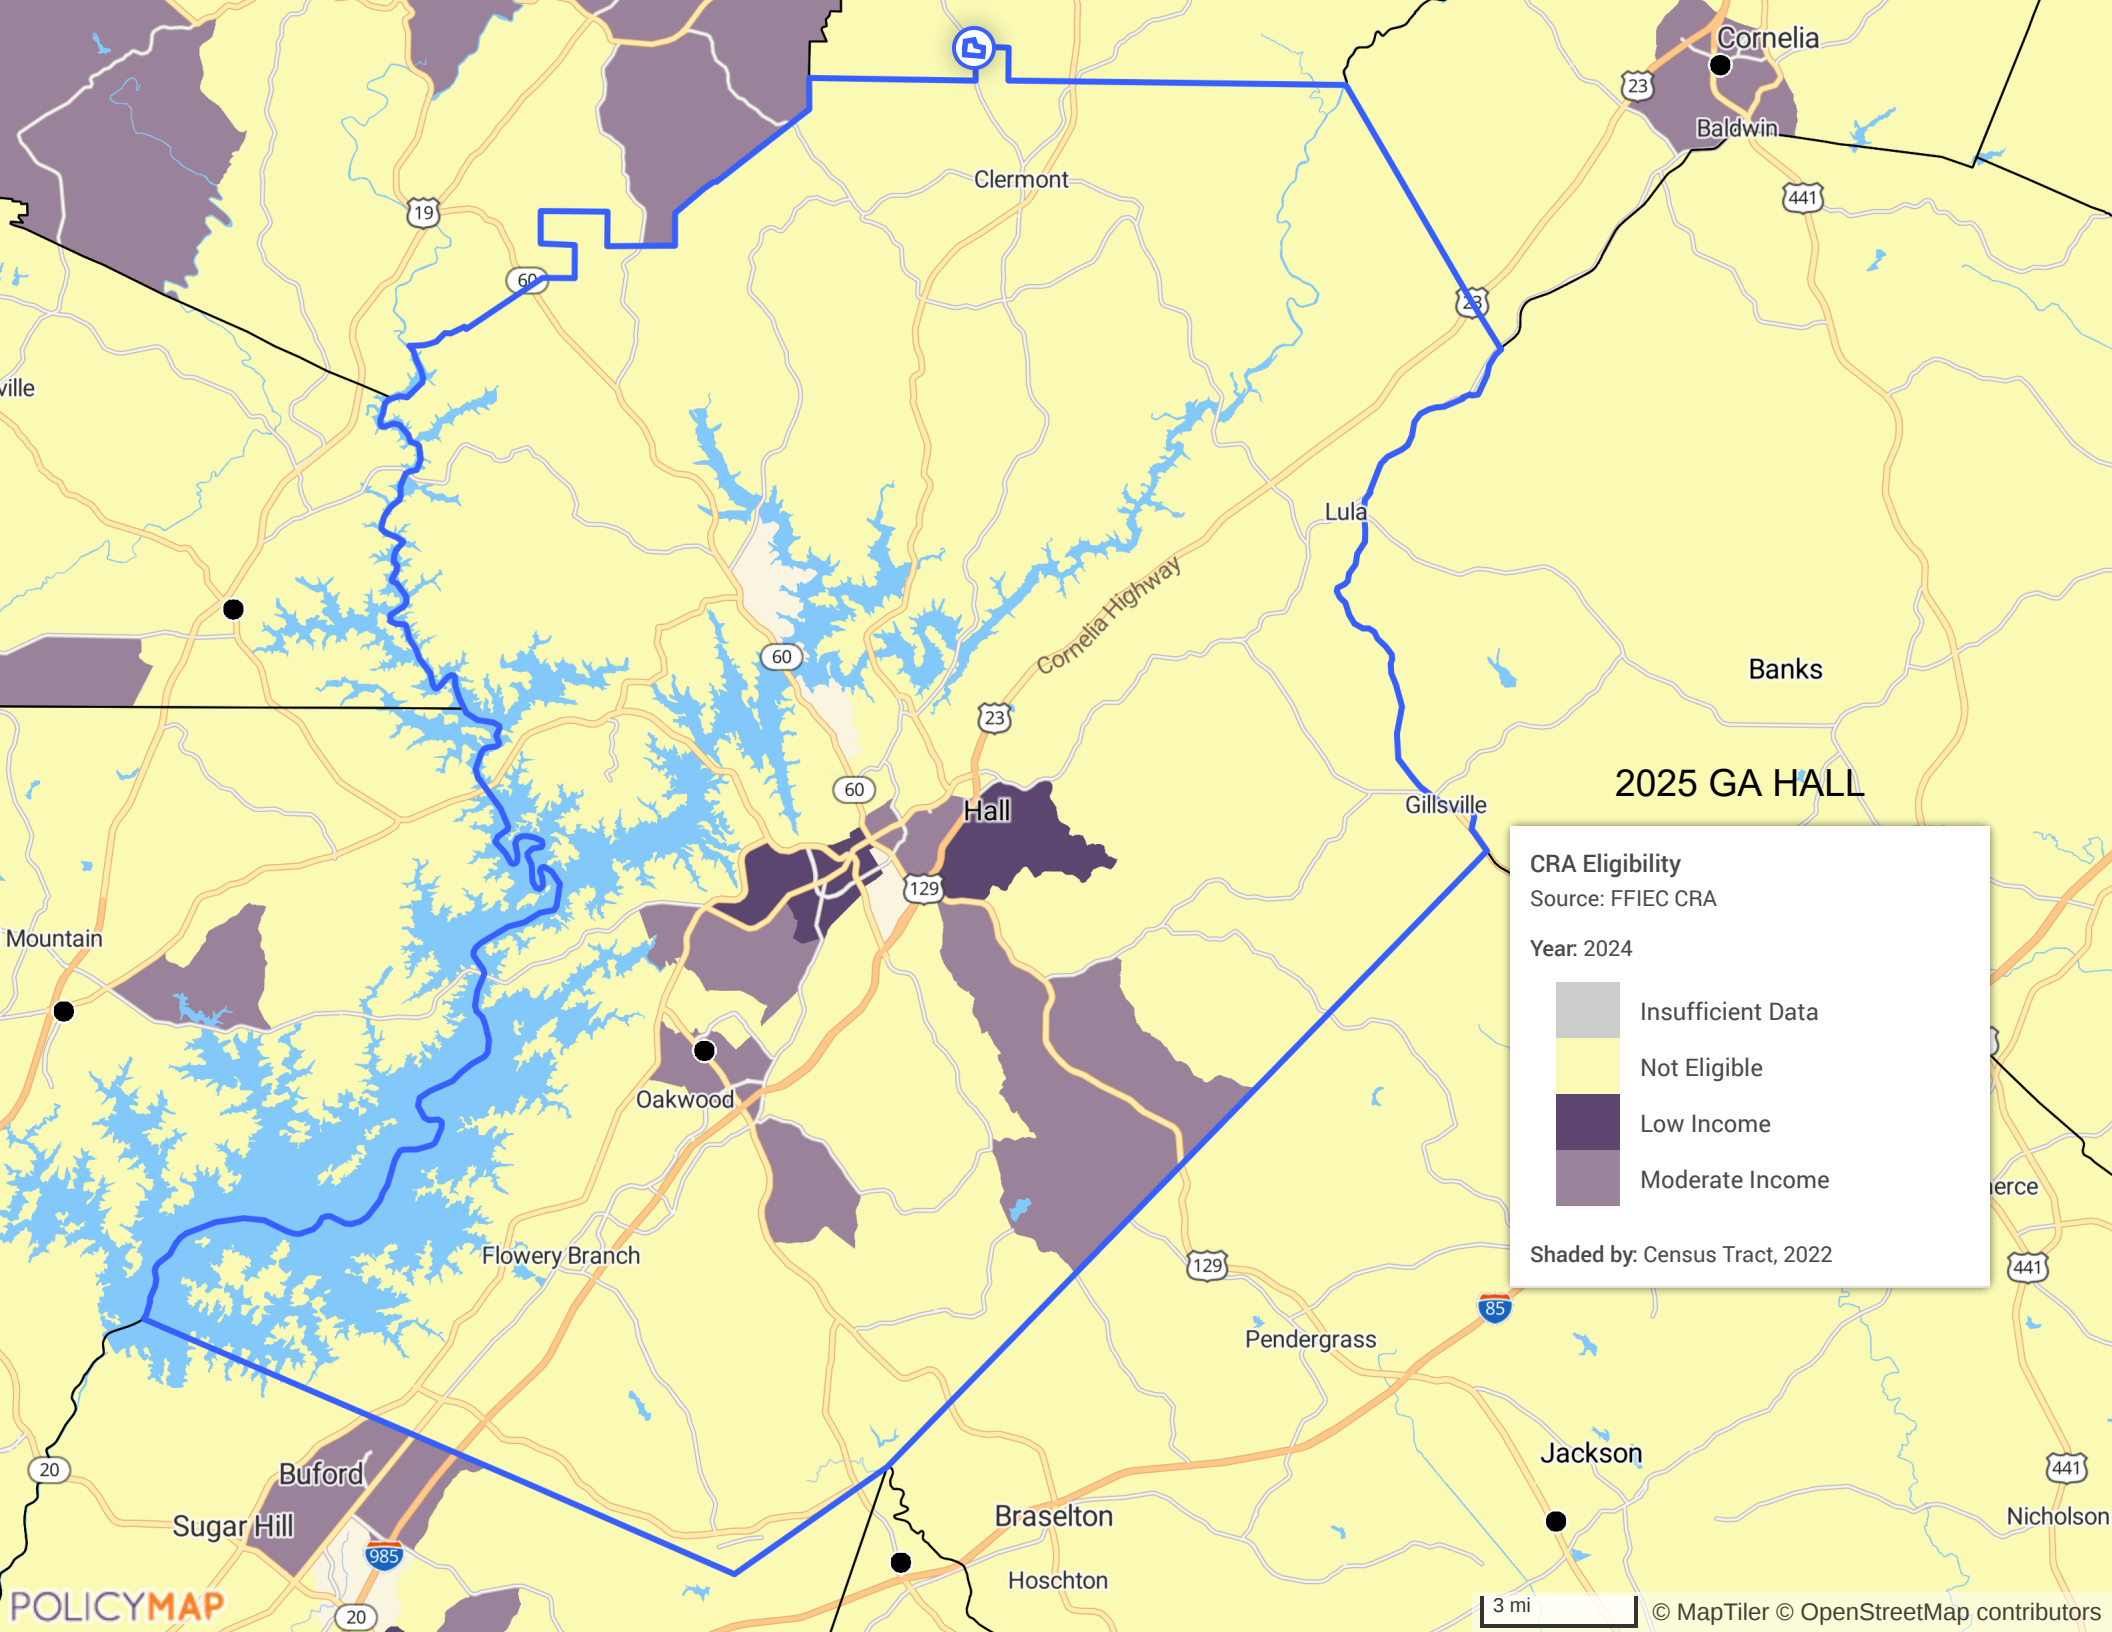 Cornelia
23
Baldwin
Clermont
19
441
60
23
ville
Lula
Cornelia Highway
60
Banks
23
60
2025 GA HALL
Gillsville
Hall
CRA Eligibility
Source: FFIEC CRA
129
Mountain
Year: 2024
Insufficient Data
Not Eligible
Oakwood
Low Income
Moderate Income
erce
Flowery Branch
Shaded by: Census Tract, 2022
129
441
85
Pendergrass
Jackson
20
Buford
441
Braselton
Nicholson
Sugar Hill
985
Hoschton
POLICYMAP
20
3 mi
© MapTiler © OpenStreetMap contributors